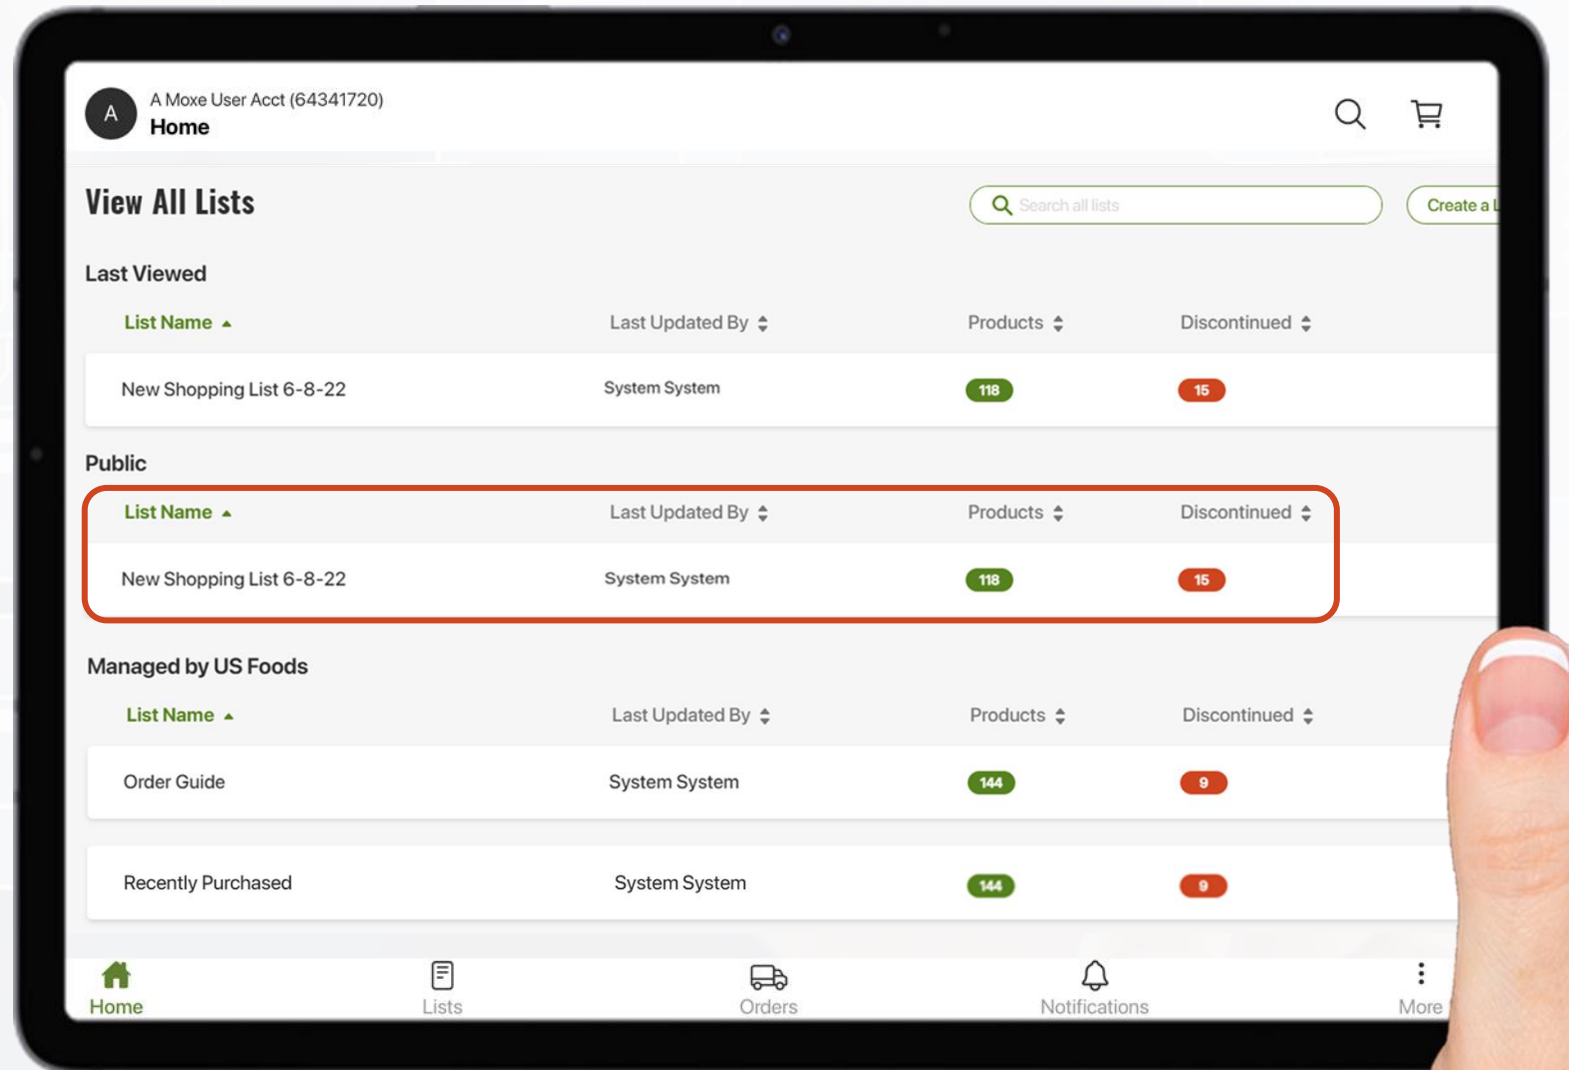 A
A Moxe User Acct (64341720)
Home
View All Lists
Search all lists
Create a L
Last Viewed
List Name Last Updated By Products Discontinued
New Shopping List 6-8-22 System System 118 15
Public
List Name Last Updated By Products Discontinued
New Shopping List 6-8-22 System System 118 15
Managed by US Foods
List Name Last Updated By Products Discontinued
Order Guide System System 144 9
Recently Purchased System System 144 9
Home Lists Orders Notifications More